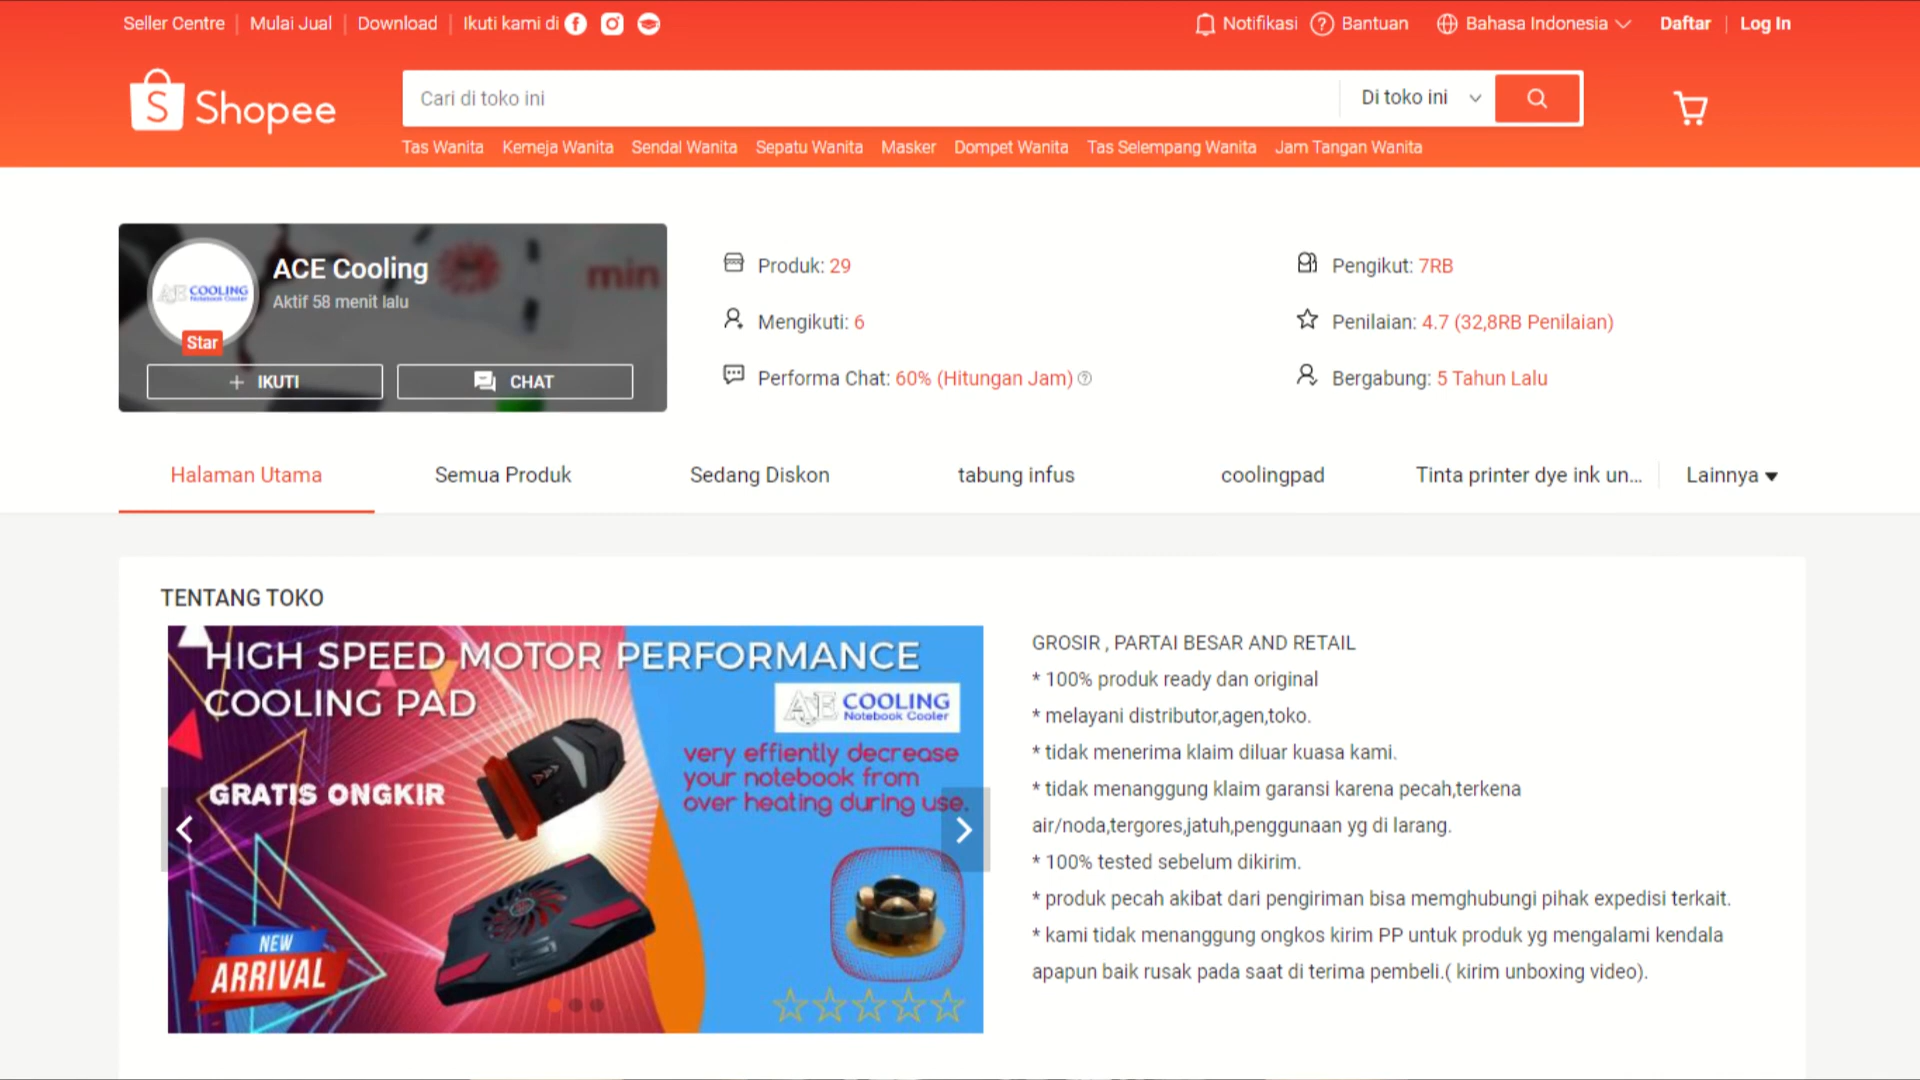 Seller Centre
Mulai Jual
Download
Ikuti kami di
Notifikasi
Bantuan
Bahasa Indonesia
Daftar
Log In
Shopee
Cari di toko ini
Di toko ini
Tas Wanita
Kemeja Wanita
Sendal Wanita
Sepatu Wanita
Masker
Dompet Wanita
Tas Selempang Wanita
Jam Tangan Wanita
ACE Cooling
Aktif 58 menit lalu
COOLING
Notebook Cooler
min
Star
+ IKUTI
CHAT
Produk: 29
Pengikut: 7RB
Mengikuti: 6
Penilaian: 4.7 (32,8RB Penilaian)
Performa Chat: 60% (Hitungan Jam)
Bergabung: 5 Tahun Lalu
Halaman Utama
Semua Produk
Sedang Diskon
tabung infus
coolingpad
Tinta printer dye ink un...
Lainnya
TENTANG TOKO
HIGH SPEED MOTOR PERFORMANCE
COOLING PAD
ACE COOLING
Notebook Cooler
very effiently decrease
your notebook from
over heating during use.
GRATIS ONGKIR
NEW
ARRIVAL
GROSIR , PARTAI BESAR AND RETAIL
* 100% produk ready dan original
* melayani distributor,agen,toko.
* tidak menerima klaim diluar kuasa kami.
* tidak menanggung klaim garansi karena pecah,terkena
air/noda,tergores,jatuh,penggunaan yg di larang.
* 100% tested sebelum dikirim.
* produk pecah akibat dari pengiriman bisa memghubungi pihak expedisi terkait.
* kami tidak menanggung ongkos kirim PP untuk produk yg mengalami kendala
apapun baik rusak pada saat di terima pembeli.( kirim unboxing video).